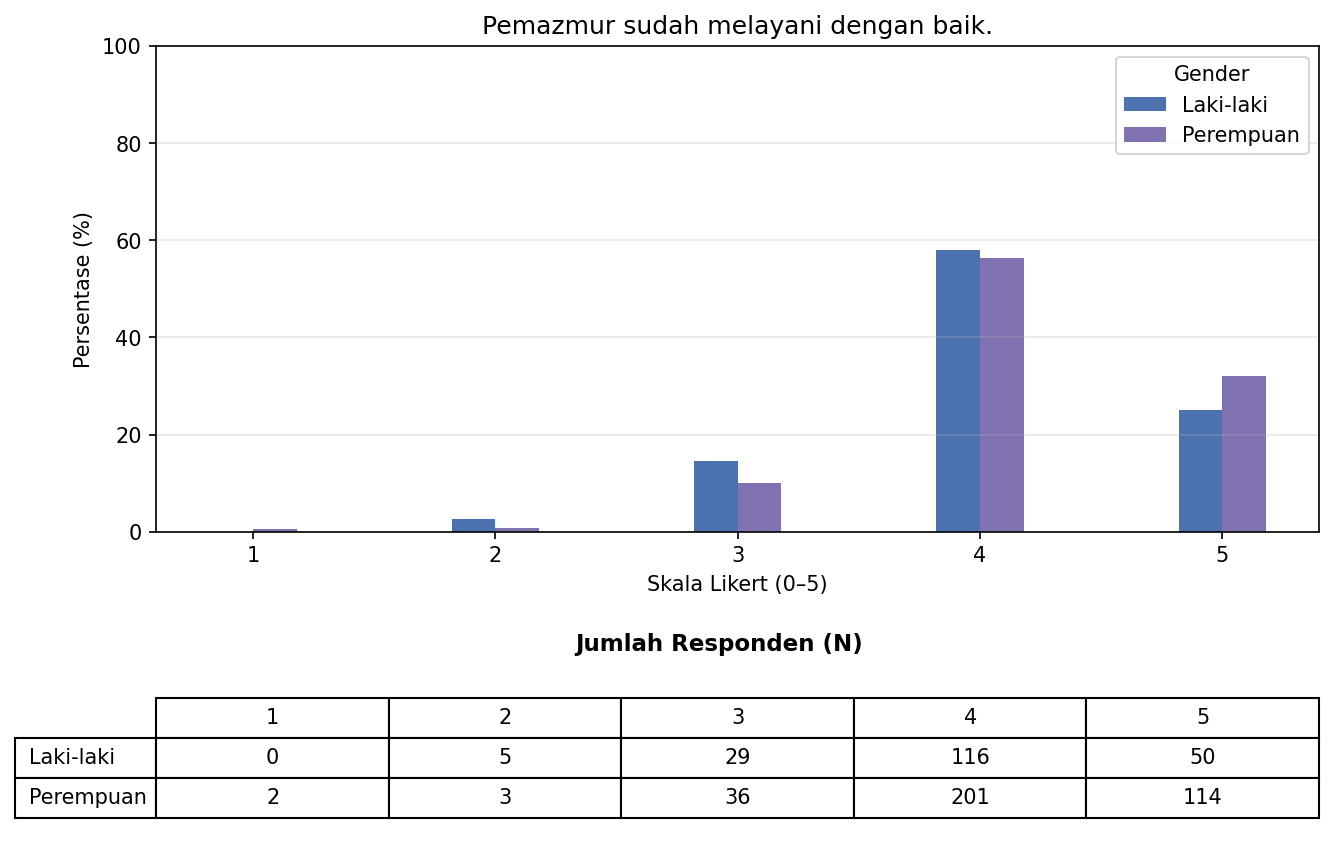 Pemazmur sudah melayani dengan baik.
100
80
60
40
20
0
Persentase (%)
Gender
Laki-laki
Perempuan
1 2 3 4 5
Skala Likert (0–5)
Jumlah Responden (N)
1 2 3 4 5
Laki-laki 0 5 29 116 50
Perempuan 2 3 36 201 114